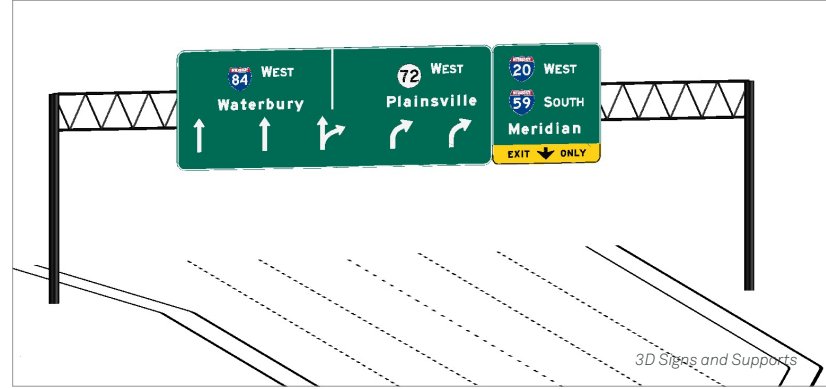 84 WEST
Waterbury
72 WEST
Plainsville
20 WEST
59 SOUTH
Meridian
EXIT ONLY
3D Signs and Supports